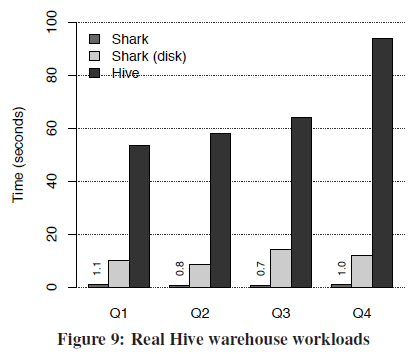 100
80
60
40
20
0
Time (seconds)
Shark
Shark (disk)
Hive
1.1
0.8
0.7
1.0
Q1 Q2 Q3 Q4
Figure 9: Real Hive warehouse workloads